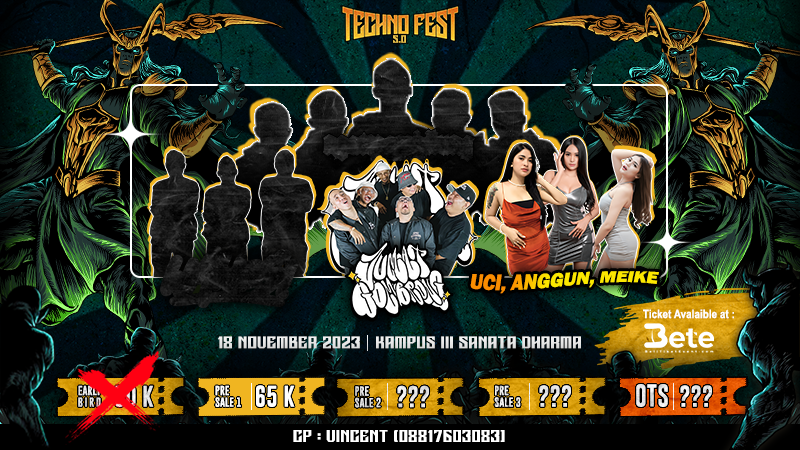 TECHNO FEST
5.0
UCI, ANGGUN, MEIKE
18 NOVEMBER 2023 | KAMPUS III SANATA DHARMA
Ticket Avalaible at :
Bete
EARLY
BIRD
K
PRE
SALE 1
65 K
PRE
SALE 2
???
PRE
SALE 3
???
OTS
???
CP : VINCENT (08817603083)